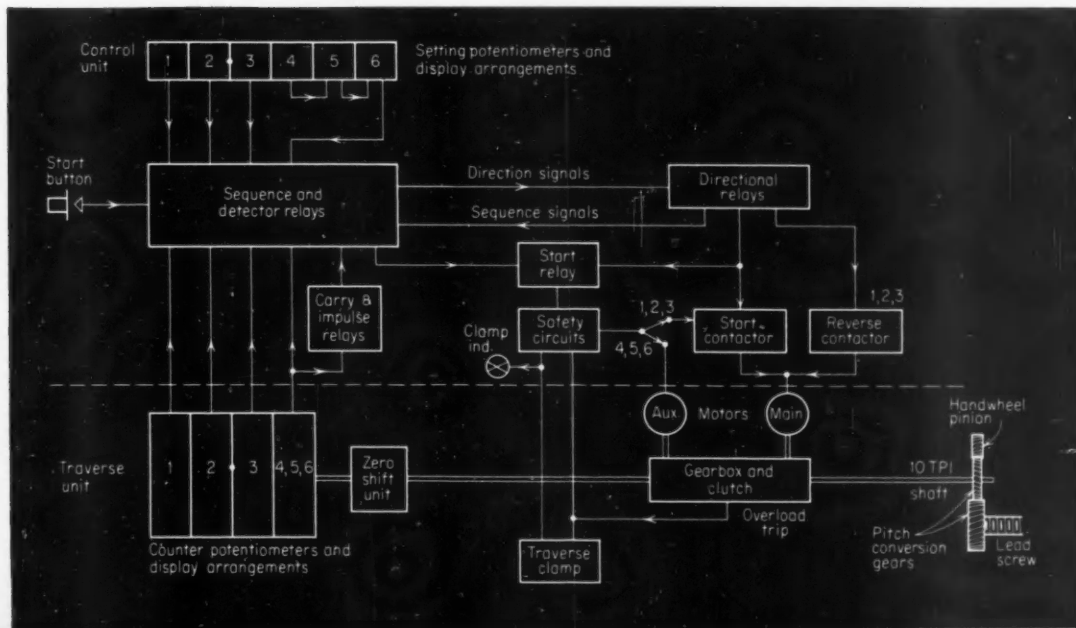 Control
unit
1 2 3 4 5 6
Setting potentiometers and
display arrangements
Start
button
Sequence and
detector relays
Direction signals
Sequence signals
Directional
relays
Start
relay
Carry &
impulse
relays
Clamp
ind.
Safety
circuits
1, 2, 3
4, 5, 6
Start
contactor
1, 2, 3
Reverse
contactor
Aux
Motors
Main
Handwheel
pinion
Traverse
unit
1 2 3 4, 5, 6
Zero
shift
unit
Gearbox and
clutch
10 TPI
shaft
Overload
trip
Pitch
conversion
gears
Lead
screw
Counter potentiometers and
display arrangements
Traverse
clamp